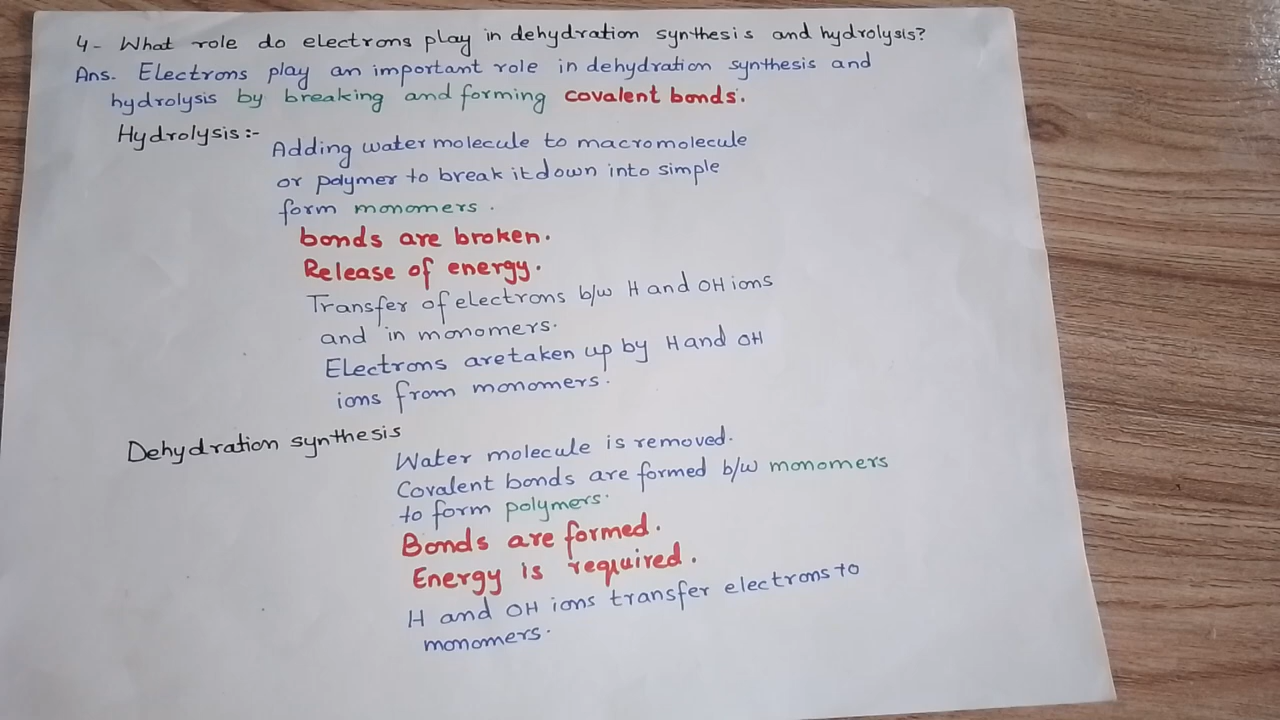 4- What role do electrons play in dehydration synthesis and hydrolysis?
Ans. Electrons play an important role in dehydration synthesis and
hydrolysis by breaking and forming covalent bonds.
Hydrolysis:-
Adding water molecule to macromolecule
or polymer to break it down into simple
form monomers.
bonds are broken.
Release of energy.
Transfer of electrons b/w H and OH ions
and in monomers.
Electrons are taken up by H and OH
ions from monomers.
Dehydration synthesis
Water molecule is removed.
Covalent bonds are formed b/w monomers
to form polymers.
Bonds are formed.
Energy is required.
H and OH ions transfer electrons to
monomers.